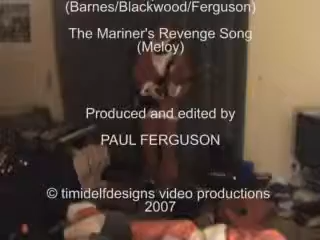 (Barnes/Blackwood/Ferguson)
The Mariner's Revenge Song
(Meloy)
Produced and edited by
PAUL FERGUSON
© timidelfdesigns video productions
2007